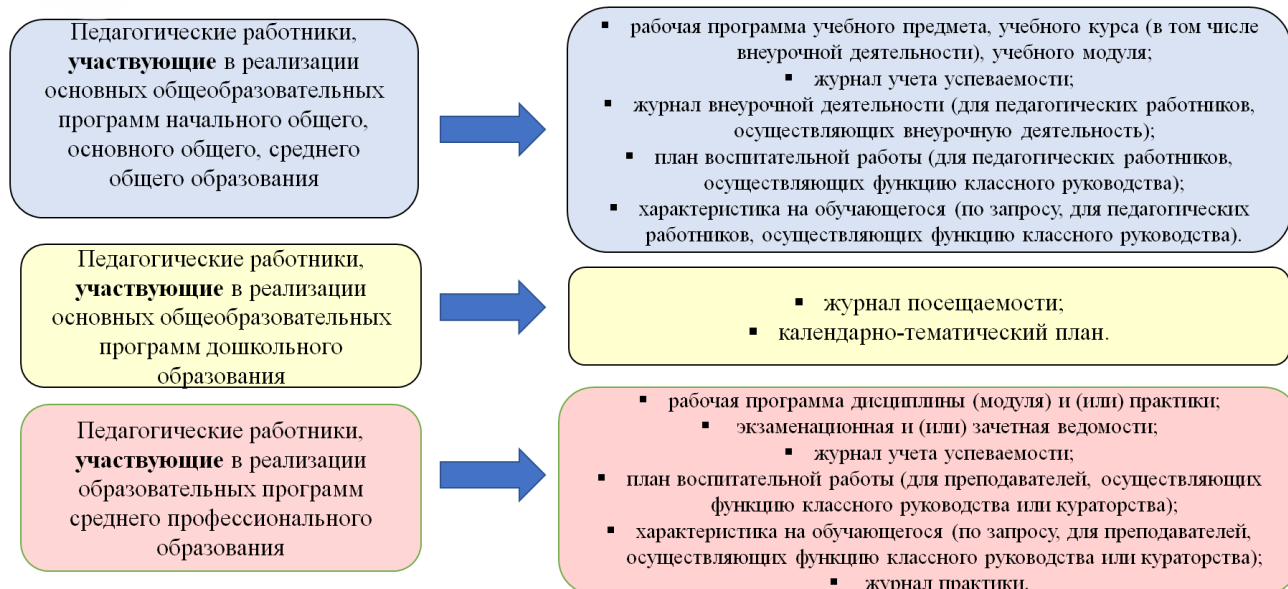 Педагогические работники,
участвующие в реализации
основных общеобразовательных
программ начального общего,
основного общего, среднего
общего образования
▪ рабочая программа учебного предмета, учебного курса (в том числе
внеурочной деятельности), учебного модуля;
▪ журнал учета успеваемости;
▪ журнал внеурочной деятельности (для педагогических работников,
осуществляющих внеурочную деятельность);
▪ план воспитательной работы (для педагогических работников,
осуществляющих функцию классного руководства);
▪ характеристика на обучающегося (по запросу, для педагогических
работников, осуществляющих функцию классного руководства).
Педагогические работники,
участвующие в реализации
основных общеобразовательных
программ дошкольного
образования
▪ журнал посещаемости;
▪ календарно-тематический план.
Педагогические работники,
участвующие в реализации
образовательных программ
среднего профессионального
образования
▪ рабочая программа дисциплины (модуля) и (или) практики;
▪ экзаменационная и (или) зачетная ведомости;
▪ журнал учета успеваемости;
▪ план воспитательной работы (для преподавателей, осуществляющих
функцию классного руководства или кураторства);
▪ характеристика на обучающегося (по запросу, для преподавателей,
осуществляющих функцию классного руководства или кураторства);
▪ журнал практики.